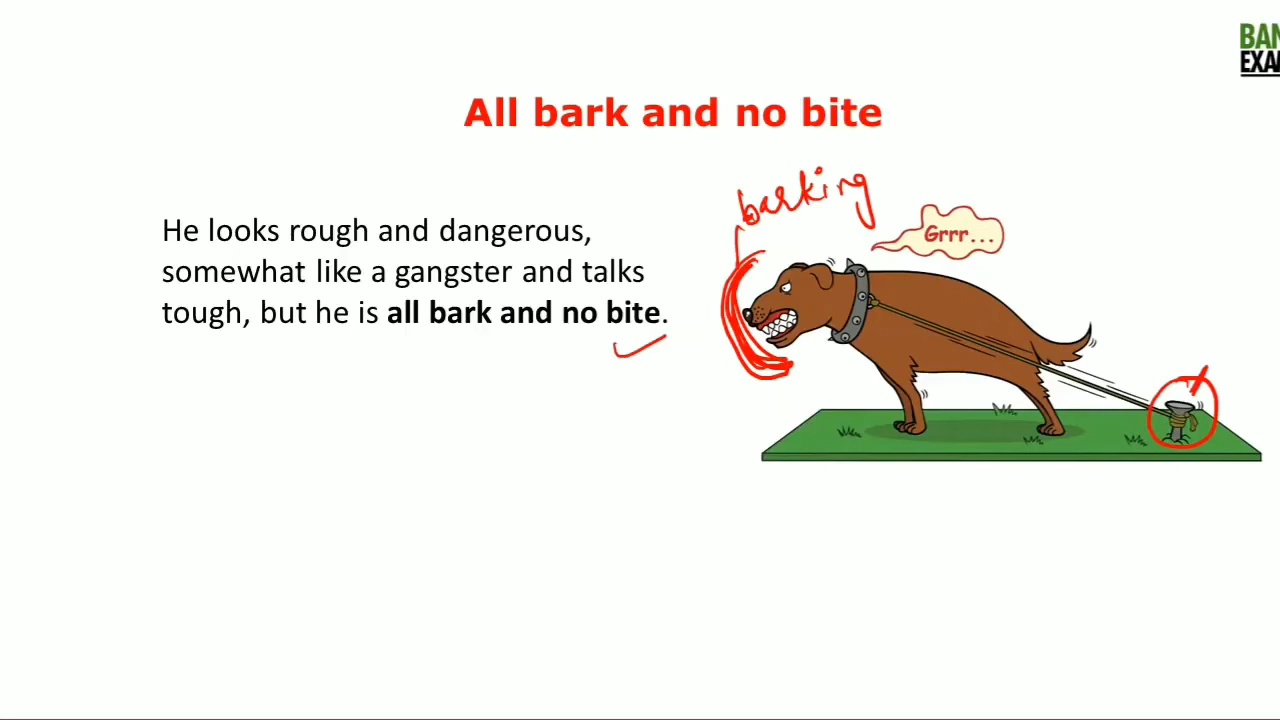 BAN
EXAM
All bark and no bite
barking
He looks rough and dangerous,
somewhat like a gangster and talks
tough, but he is all bark and no bite.
Grrr...